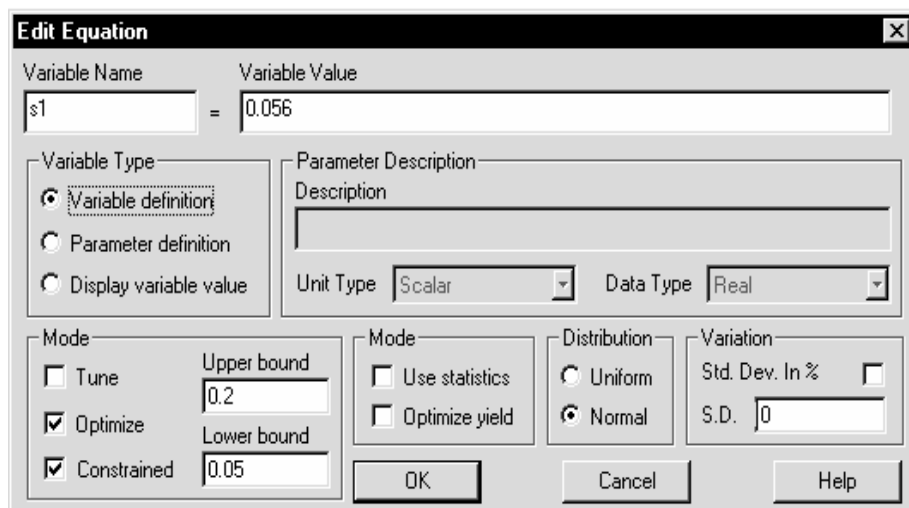 Edit Equation
Variable Name Variable Value
s1 = 0.056
Variable Type Parameter Description
Variable definition Description
Parameter definition
Display variable value Unit Type Scalar Data Type Real
Mode Mode Distribution Variation
Tune Upper bound Use statistics Uniform Std. Dev. In %
0.2
Optimize Lower bound Optimize yield Normal S.D. 0
Constrained 0.05
OK Cancel Help